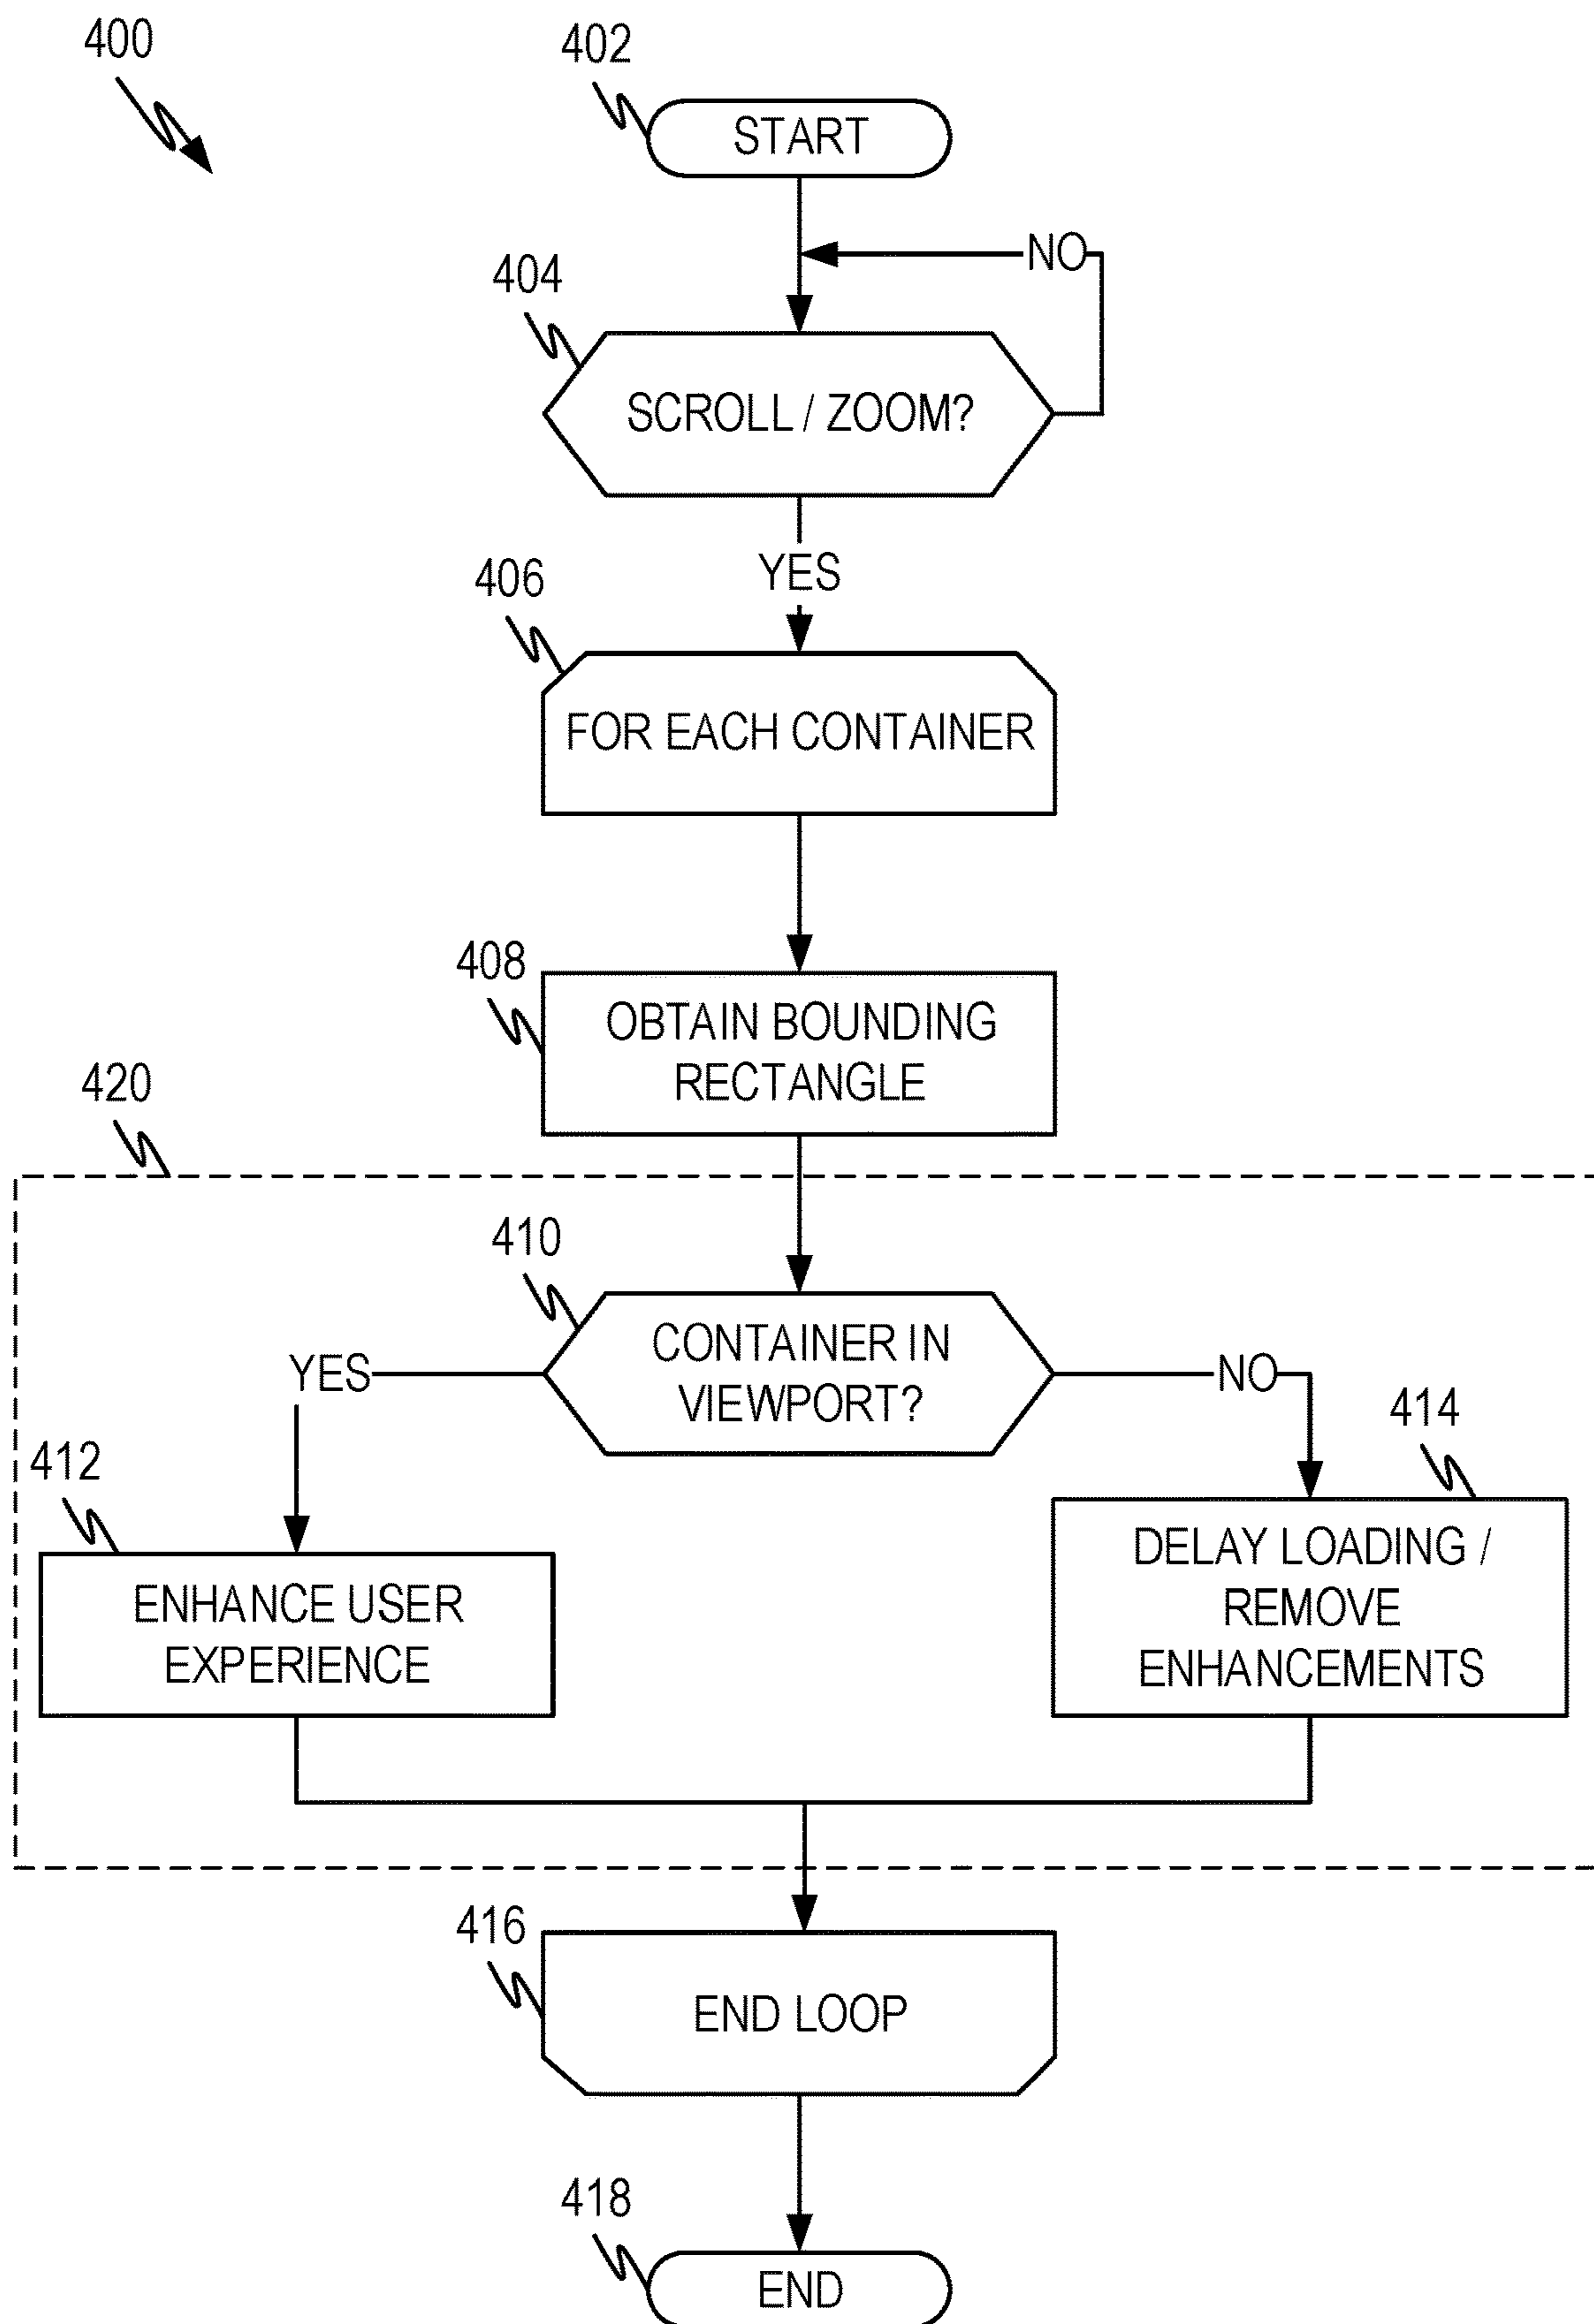 400
402
START
NO
404
SCROLL / ZOOM?
YES
406
FOR EACH CONTAINER
408
OBTAIN BOUNDING
RECTANGLE
420
410
CONTAINER IN
VIEWPORT?
YES
NO
414
412
DELAY LOADING /
REMOVE
ENHANCEMENTS
ENHANCE USER
EXPERIENCE
416
END LOOP
418
END